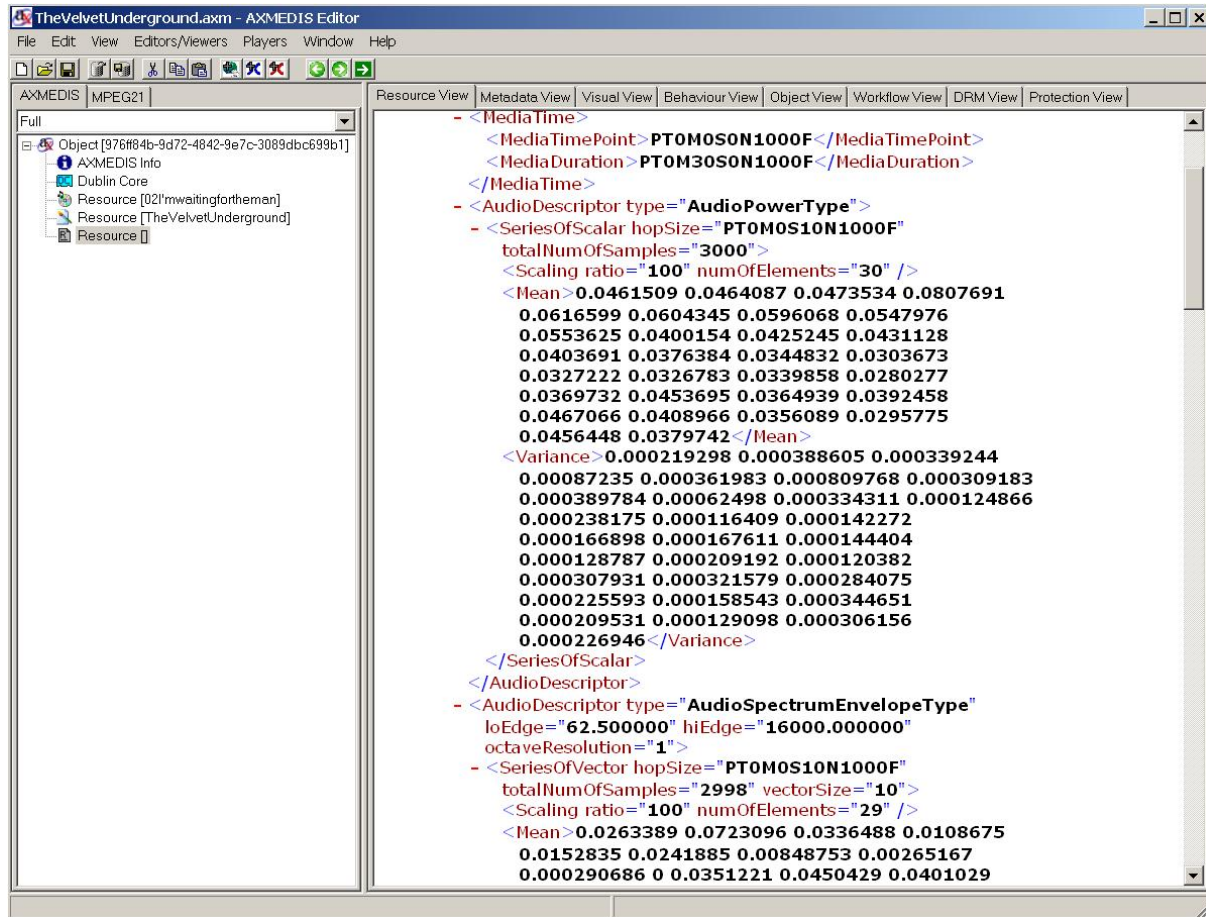 TheVelvetUnderground.axm - AXMEDIS Editor
File Edit View Editors/Viewers Players Window Help
AXMEDIS MPEG21
Full
Object [976ff84b-9d72-4842-9e7c-3089dbc699b1]
AXMEDIS Info
Dublin Core
Resource [02I'mwaitingfortheman]
Resource [TheVelvetUnderground]
Resource []
Resource View Metadata View Visual View Behaviour View Object View Workflow View DRM View Protection View
- <MediaTime>
<MediaTimePoint>PT0M0S0N1000F</MediaTimePoint>
<MediaDuration>PT0M30S0N1000F</MediaDuration>
</MediaTime>
- <AudioDescriptor type="AudioPowerType">
- <SeriesOfScalar hopSize="PT0M0S10N1000F"
totalNumOfSamples="3000">
<Scaling ratio="100" numOfElements="30" />
<Mean>0.0461509 0.0464087 0.0473534 0.0807691
0.0616599 0.0604345 0.0596068 0.0547976
0.0553625 0.0400154 0.0425245 0.0431128
0.0403691 0.0376384 0.0344832 0.0303673
0.0327222 0.0326783 0.0339858 0.0280277
0.0369732 0.0453695 0.0364939 0.0392458
0.0467066 0.0408966 0.0356089 0.0295775
0.0456448 0.0379742</Mean>
<Variance>0.000219298 0.000388605 0.000339244
0.00087235 0.000361983 0.000809768 0.000309183
0.000389784 0.00062498 0.000334311 0.000124866
0.000238175 0.000116409 0.000142272
0.000166898 0.000167611 0.000144404
0.000128787 0.000209192 0.000120382
0.000307931 0.000321579 0.000284075
0.000225593 0.000158543 0.000344651
0.000209531 0.000129098 0.000306156
0.000226946</Variance>
</SeriesOfScalar>
</AudioDescriptor>
- <AudioDescriptor type="AudioSpectrumEnvelopeType"
loEdge="62.500000" hiEdge="16000.000000"
octaveResolution="1">
- <SeriesOfVector hopSize="PT0M0S10N1000F"
totalNumOfSamples="2998" vectorSize="10">
<Scaling ratio="100" numOfElements="29" />
<Mean>0.0263389 0.0723096 0.0336488 0.0108675
0.0152835 0.0241885 0.00848753 0.00265167
0.000290686 0 0.0351221 0.0450429 0.0401029